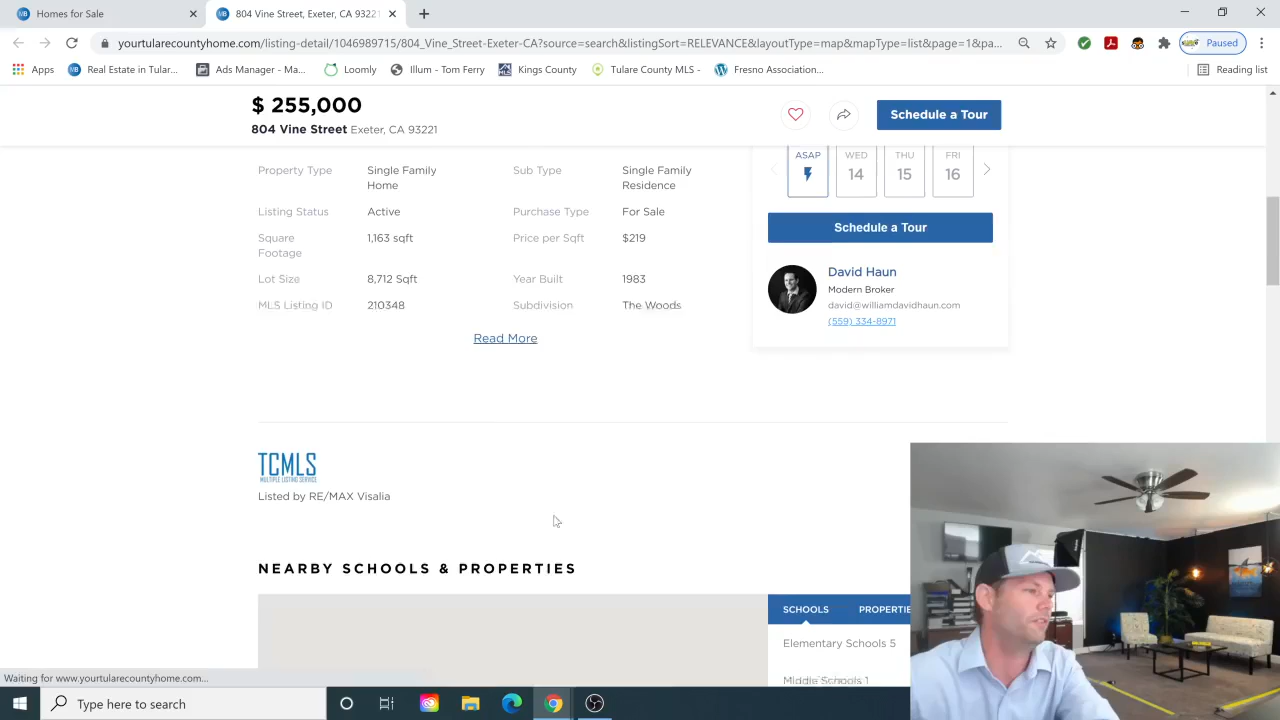 Homes for Sale
804 Vine Street, Exeter, CA 93221
yourtularecountyhome.com/listing-detail/1046989715/804_Vine_Street_Exeter-CA?source=search&listingSort=RELEVANCE&layoutType=map&mapType=list&page=1&pa...
Paused
Apps
Real Estate in Tular...
Ads Manager - Ma...
Loomly
Illum - Tom Ferry
Kings County
Tulare County MLS -
Fresno Association...
Reading list
$ 255,000
804 Vine Street Exeter, CA 93221
Schedule a Tour
Property Type
Single Family
Home
Sub Type
Single Family
Residence
Listing Status
Active
Purchase Type
For Sale
Square
Footage
1,163 sqft
Price per Sqft
$219
Lot Size
8,712 Sqft
Year Built
1983
MLS Listing ID
210348
Subdivision
The Woods
Read More
ASAP
WED
14
THU
15
FRI
16
Schedule a Tour
David Haun
Modern Broker
david@williamdavidhaun.com
(559) 334-8971
TCMLS
MULTIPLE LISTING SERVICE
Listed by RE/MAX Visalia
NEARBY SCHOOLS & PROPERTIES
SCHOOLS
PROPERTIE
Elementary Schools 5
Middle Schools 1
Waiting for www.yourtularecountyhome.com...
Type here to search